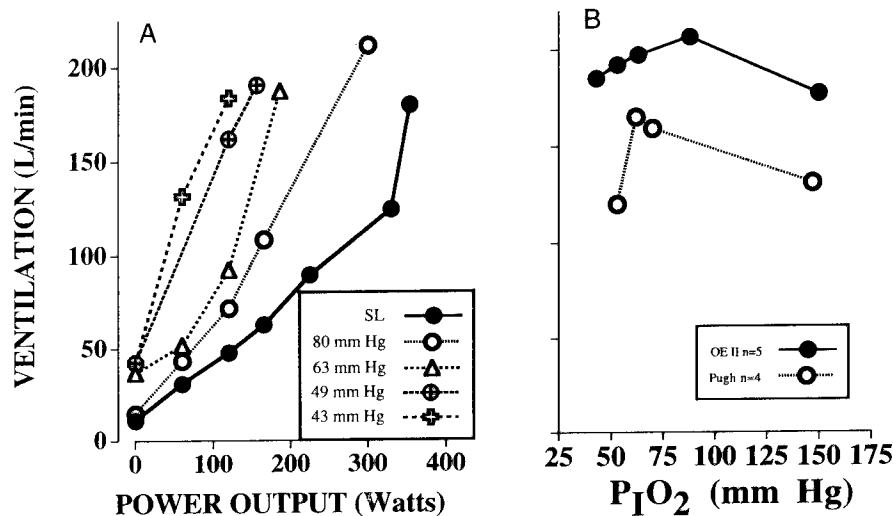 A
VENTILATION (L/min)
200
150
100
50
0
0
100
200
300
400
POWER OUTPUT (Watts)
SL
80 mm Hg
63 mm Hg
49 mm Hg
43 mm Hg
B
OE II n=5
Pugh n=4
25
50
75
100
125
150
175
PIO2 (mm Hg)